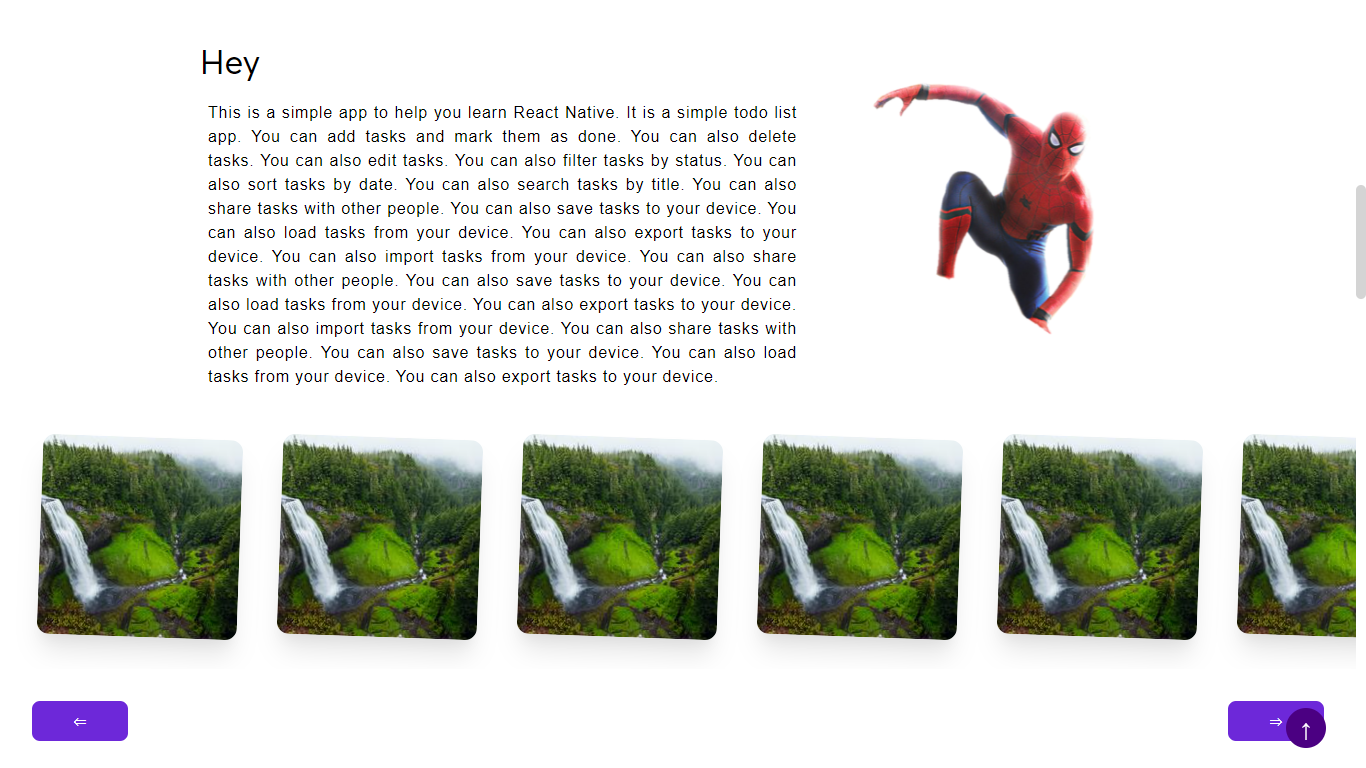 Hey
This is a simple app to help you learn React Native. It is a simple todo list
app. You can add tasks and mark them as done. You can also delete
tasks. You can also edit tasks. You can also filter tasks by status. You can
also sort tasks by date. You can also search tasks by title. You can also
share tasks with other people. You can also save tasks to your device. You
can also load tasks from your device. You can also export tasks to your
device. You can also import tasks from your device. You can also share
tasks with other people. You can also save tasks to your device. You can
also load tasks from your device. You can also export tasks to your device.
You can also import tasks from your device. You can also share tasks with
other people. You can also save tasks to your device. You can also load
tasks from your device. You can also export tasks to your device.
⇐
⇒
↑